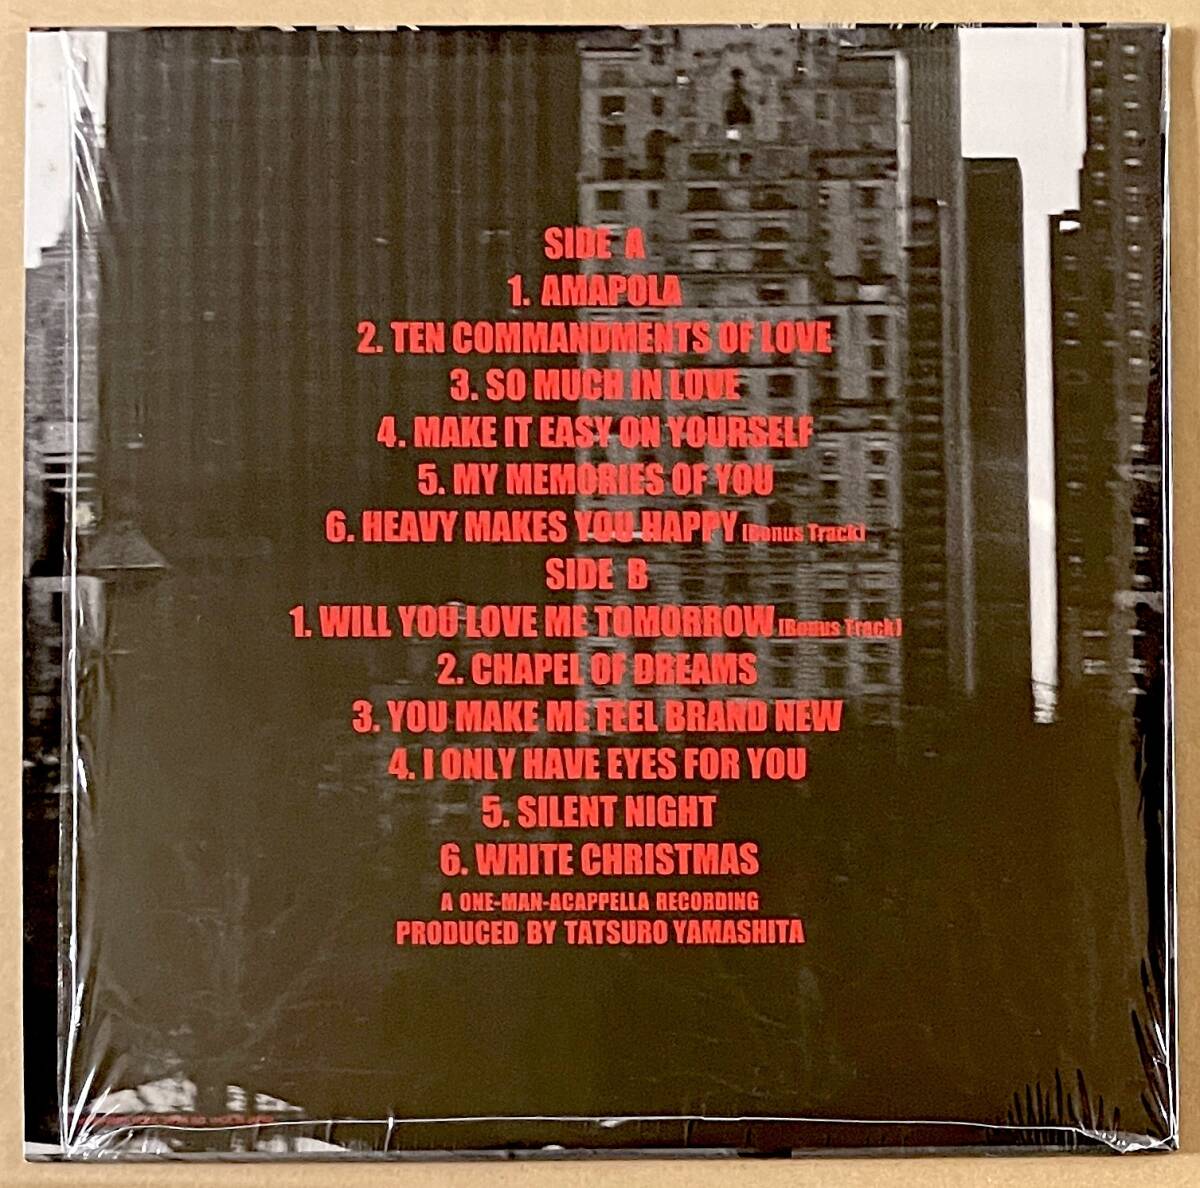 SIDE A
1. AMAPOLA
2. TEN COMMANDMENTS OF LOVE
3. SO MUCH IN LOVE
4. MAKE IT EASY ON YOURSELF
5. MY MEMORIES OF YOU
6. HEAVY MAKES YOU HAPPY [Bonus Track]
SIDE B
1. WILL YOU LOVE ME TOMORROW [Bonus Track]
2. CHAPEL OF DREAMS
3. YOU MAKE ME FEEL BRAND NEW
4. I ONLY HAVE EYES FOR YOU
5. SILENT NIGHT
6. WHITE CHRISTMAS
A ONE-MAN-ACAPPELLA RECORDING
PRODUCED BY TATSURO YAMASHITA